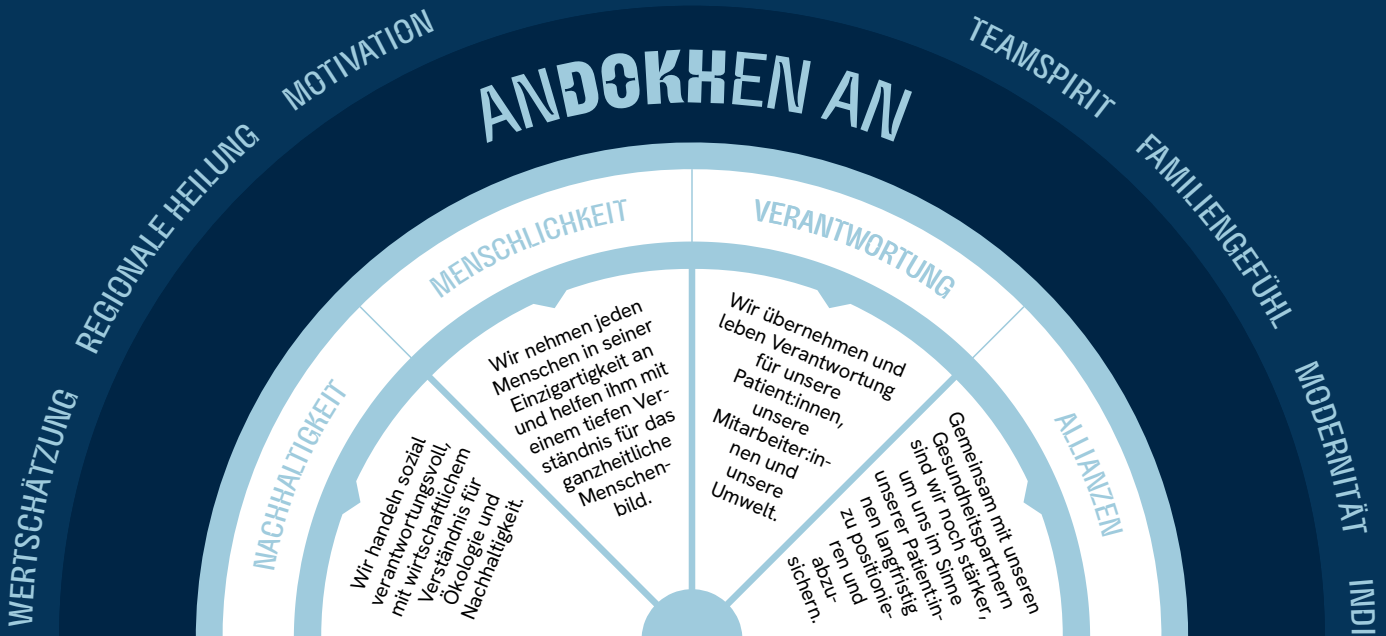 WERTSCHÄTZUNG
REGIONALE HEILUNG
MOTIVATION
TEAMSPIRIT
FAMILIENGEFÜHL
MODERNITÄT
INDI
ANDOKKEN AN
NACHHALTIGKEIT
MENSCHLICHKEIT
VERANTWORTUNG
ALLIANZEN
Wir handeln sozial
verantwortungsvoll,
mit wirtschaftlichem
Verständnis für
Ökologie und
Nachhaltigkeit.
Wir nehmen jeden
Menschen in seiner
Einzigartigkeit an
und helfen ihm mit
einem tiefen Ver-
ständnis für das
ganzheitliche
Menschen-
bild.
Wir übernehmen und
leben Verantwortung
für unsere
Patient:innen,
unsere
Mitarbeiter:in-
nen und
unsere
Umwelt.
Gemeinsam mit unseren
Gesundheitspartnern
sind wir noch stärker,
um uns im Sinne
unserer Patient:in-
nen langfristig
zu positionie-
ren und
abzu-
sichern.